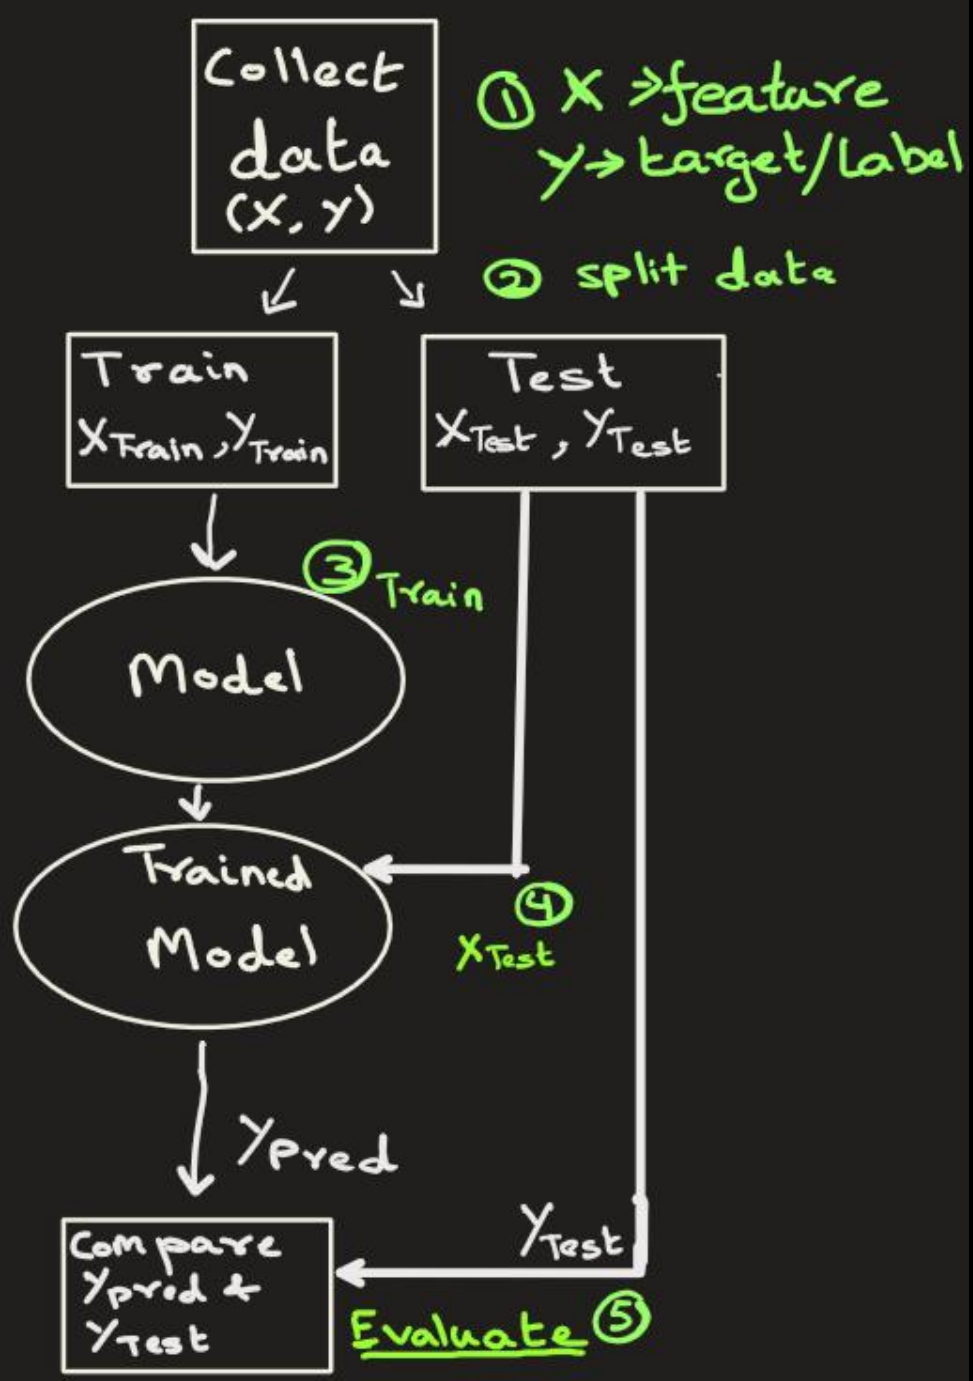 Collect
data
(X, Y)
① X → feature
Y → target/Label
② split data
Train
XTrain, YTrain
Test
XTest, YTest
③ Train
Model
Trained
Model
④
XTest
Ypred
YTest
Compare
Ypred &
YTest
Evaluate ⑤